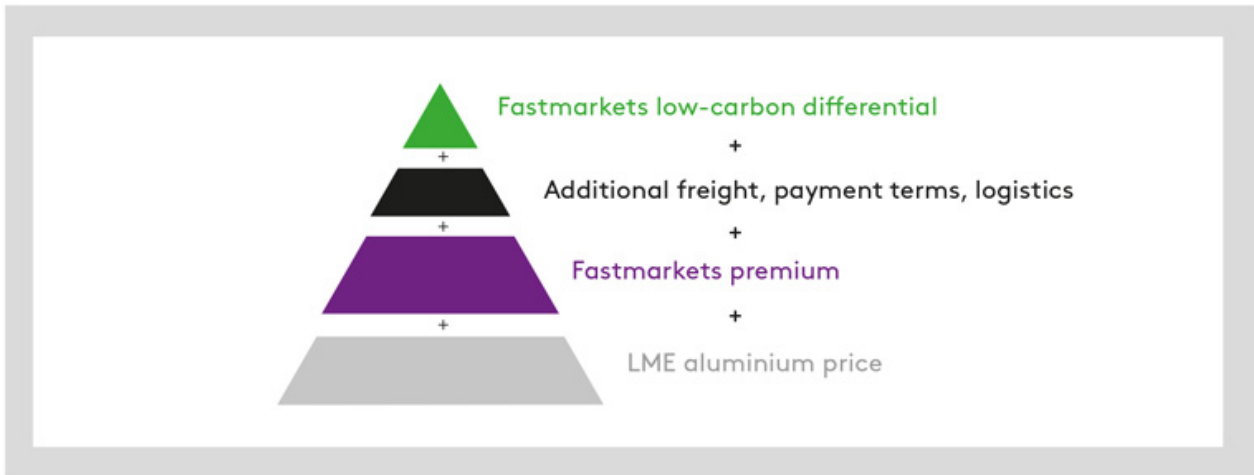 Fastmarkets low-carbon differential
+
+
Additional freight, payment terms, logistics
+
+
Fastmarkets premium
+
+
LME aluminium price